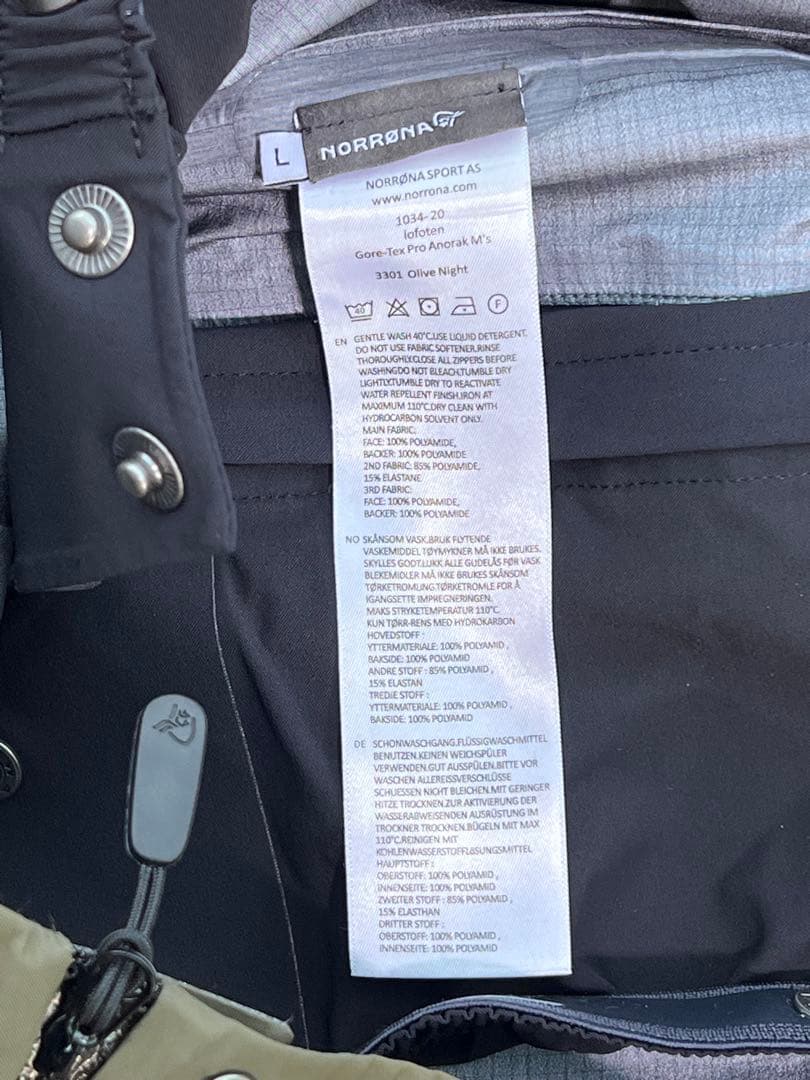 L
NORRØNA
NORRØNA SPORT AS
www.norrona.com
1034-20
lofoten
Gore-Tex Pro Anorak M's
3301 Olive Night
40
F
EN GENTLE WASH 40°C.USE LIQUID DETERGENT.
DO NOT USE FABRIC SOFTENER.RINSE
THOROUGHLY.CLOSE ALL ZIPPERS BEFORE
WASHING.DO NOT BLEACH.TUMBLE DRY
LIGHTLY.TUMBLE DRY TO REACTIVATE
WATER REPELLENT FINISH.IRON AT
MAXIMUM 110°C.DRY CLEAN WITH
HYDROCARBON SOLVENT ONLY.
MAIN FABRIC:
FACE: 100% POLYAMIDE,
BACKER: 100% POLYAMIDE
2ND FABRIC: 85% POLYAMIDE,
15% ELASTANE
3RD FABRIC:
FACE: 100% POLYAMIDE,
BACKER: 100% POLYAMIDE
NO SKÅNSOM VASK.BRUK FLYTENDE
VASKEMIDDEL TØYMYKNER MÅ IKKE BRUKES.
SKYLLES GODT.LUKK ALLE GLIDELÅS FØR VASK
BLEKEMIDLER MÅ IKKE BRUKES SKÅNSOM
TØRKETROMLING.TØRKETROMLE FOR Å
IGANGSETTE IMPREGNERINGEN.
MAKS STRYKETEMPERATUR 110°C.
KUN TØRR-RENS MED HYDROKARBON
HOVEDSTOFF :
YTTERMATERIALE: 100% POLYAMID ,
BAKSIDE: 100% POLYAMID
ANDRE STOFF : 85% POLYAMID ,
15% ELASTAN
TREDJE STOFF :
YTTERMATERIALE: 100% POLYAMID ,
BAKSIDE: 100% POLYAMID
DE SCHONWASCHGANG.FLÜSSIGWASCHMITTEL
BENUTZEN.KEINEN WEICHSPÜLER
VERWENDEN.GUT AUSSPÜLEN.BITTE VOR
WASCHEN ALLEREISSVERSCHLÜSSE
SCHUESSEN NICHT BLEICHEN.MIT GERINGER
HITZE TROCKNEN.ZUR AKTIVIERUNG DER
WASSERABWEISENDEN AUSRÜSTUNG IM
TROCKNER TROCKNEN.BÜGELN MIT MAX
110°C.REINIGEN MIT
KOHLENWASSERSTOFFLØSUNGSMITTEL
HAUPTSTOFF :
OBERSTOFF: 100% POLYAMID ,
INNENSEITE: 100% POLYAMID
ZWEITER STOFF : 85% POLYAMID ,
15% ELASTHAN
DRITTER STOFF :
OBERSTOFF: 100% POLYAMID ,
INNENSEITE: 100% POLYAMID